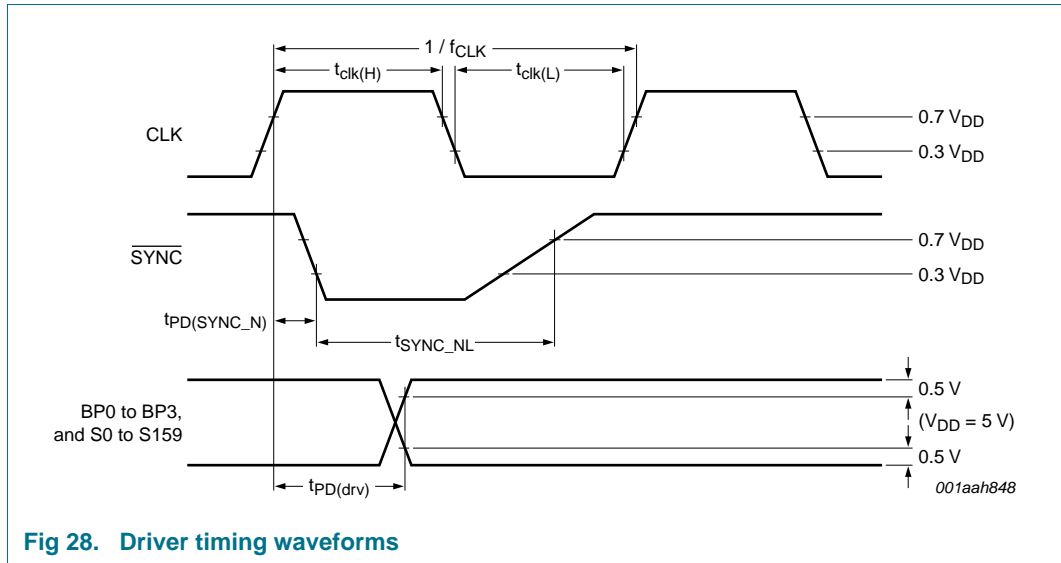 1 / fCLK
tclk(H)
tclk(L)
CLK
0.7 VDD
0.3 VDD
SYNC
0.7 VDD
0.3 VDD
tPD(SYNC_N)
tSYNC_NL
BP0 to BP3,
and S0 to S159
0.5 V
(VDD = 5 V)
0.5 V
tPD(drv)
001aah848
Fig 28. Driver timing waveforms